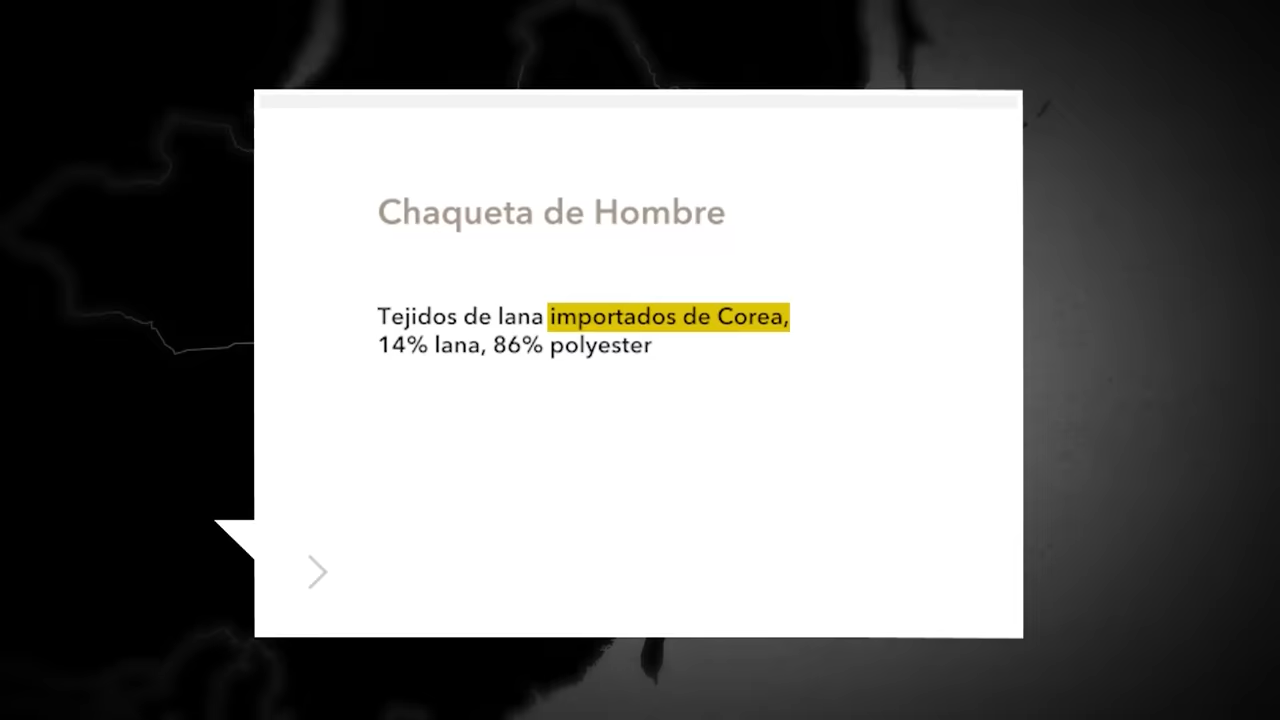 Chaqueta de Hombre
Tejidos de lana importados de Corea,
14% lana, 86% polyester